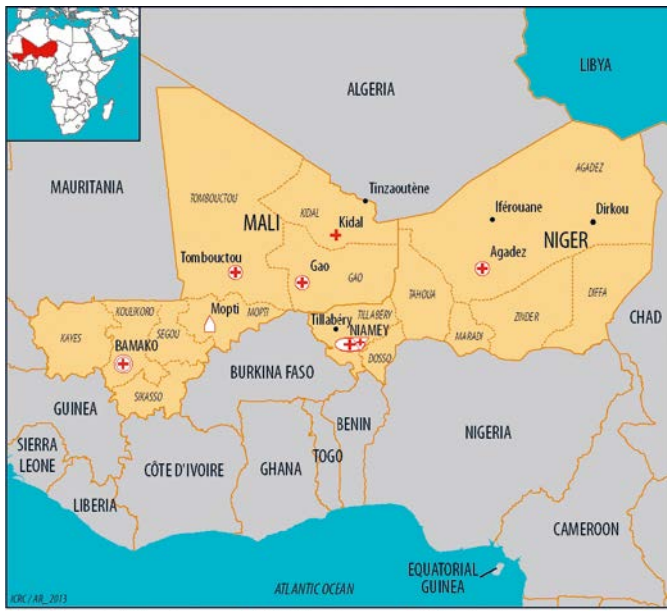 LIBYA
ALGERIA
AGADEZ
MAURITANIA
TOMBOUCTOU
Tinzaoutène
KIDAL
Iférouane
Dirkou
MALI
Kidal
NIGER
Tombouctou
Agadez
Gao
GAO
TAHOUA
DIFFA
KOULIKORO
Mopti
MOPTI
Tillabéry
TILLABÉRY
ZINDER
CHAD
KAYES
SEGOU
NIAMEY
MARADI
BAMAKO
DOSSO
BURKINA FASO
SIKASSO
GUINEA
BENIN
NIGERIA
SIERRA
LEONE
CÔTE D'IVOIRE
GHANA
TOGO
LIBERIA
CAMEROON
EQUATORIAL
GUINEA
ATLANTIC OCEAN
ICRC / AR_2013